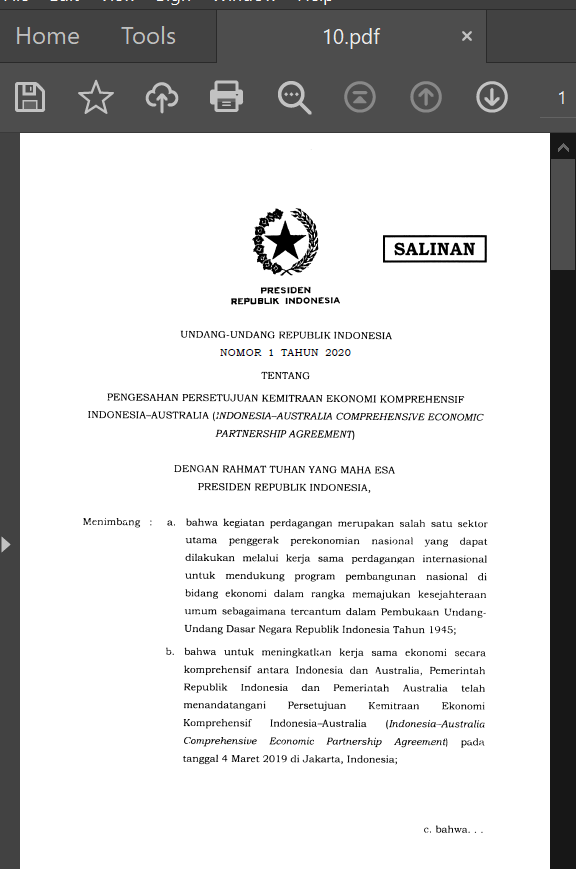 Home Tools 10.pdf ×
1
SALINAN
PRESIDEN
REPUBLIK INDONESIA
UNDANG-UNDANG REPUBLIK INDONESIA
NOMOR 1 TAHUN 2020
TENTANG
PENGESAHAN PERSETUJUAN KEMITRAAN EKONOMI KOMPREHENSIF
INDONESIA–AUSTRALIA (INDONESIA–AUSTRALIA COMPREHENSIVE ECONOMIC
PARTNERSHIP AGREEMENT)
DENGAN RAHMAT TUHAN YANG MAHA ESA
PRESIDEN REPUBLIK INDONESIA,
Menimbang : a. bahwa kegiatan perdagangan merupakan salah satu sektor
utama penggerak perekonomian nasional yang dapat
dilakukan melalui kerja sama perdagangan internasional
untuk mendukung program pembangunan nasional di
bidang ekonomi dalam rangka memajukan kesejahteraan
umum sebagaimana tercantum dalam Pembukaan Undang-
Undang Dasar Negara Republik Indonesia Tahun 1945;
b. bahwa untuk meningkatkan kerja sama ekonomi secara
komprehensif antara Indonesia dan Australia, Pemerintah
Republik Indonesia dan Pemerintah Australia telah
menandatangani Persetujuan Kemitraan Ekonomi
Komprehensif Indonesia–Australia (Indonesia–Australia
Comprehensive Economic Partnership Agreement) pada
tanggal 4 Maret 2019 di Jakarta, Indonesia;
c. bahwa. . .